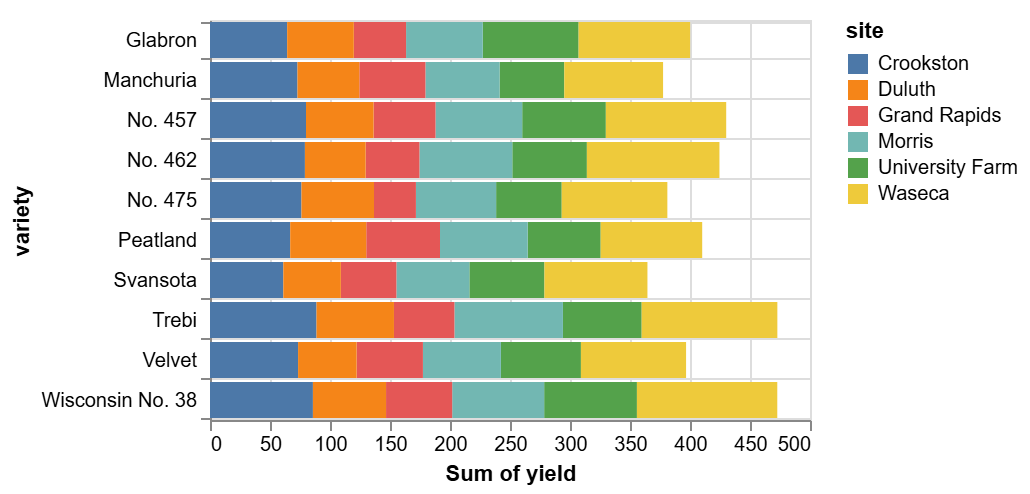 Glabron
Manchuria
No. 457
No. 462
No. 475
Peatland
Svansota
Trebi
Velvet
Wisconsin No. 38
variety
0 50 100 150 200 250 300 350 400 450 500
Sum of yield
site
Crookston
Duluth
Grand Rapids
Morris
University Farm
Waseca